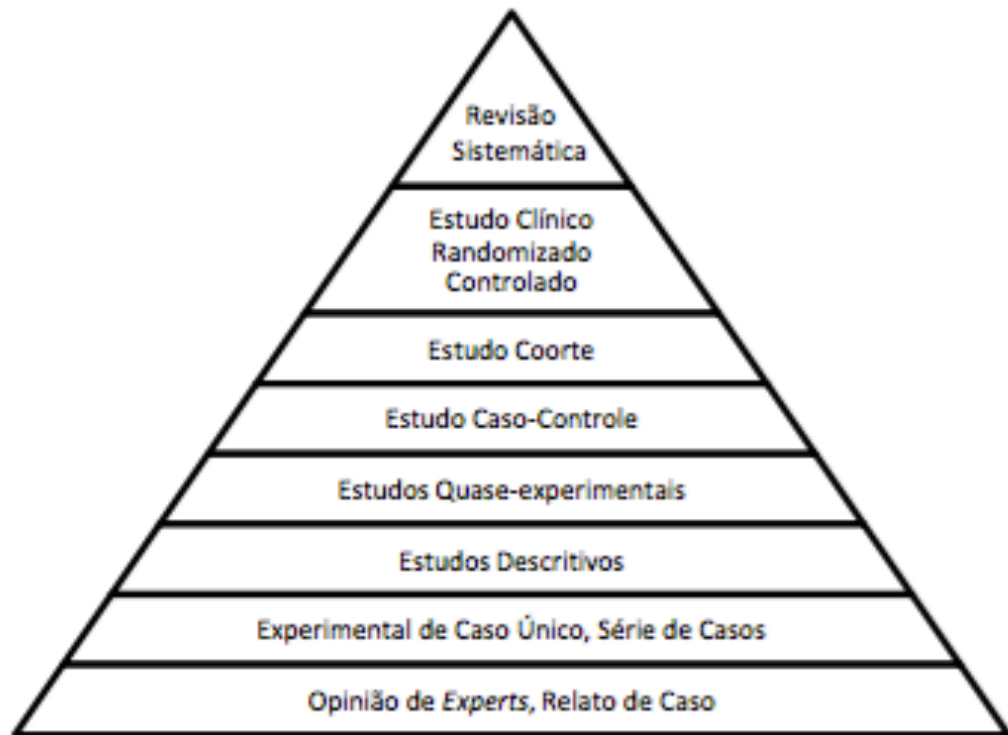 Revisão
Sistemática
Estudo Clínico
Randomizado
Controlado
Estudo Coorte
Estudo Caso-Controle
Estudos Quase-experimentais
Estudos Descritivos
Experimental de Caso Único, Série de Casos
Opinião de Experts, Relato de Caso